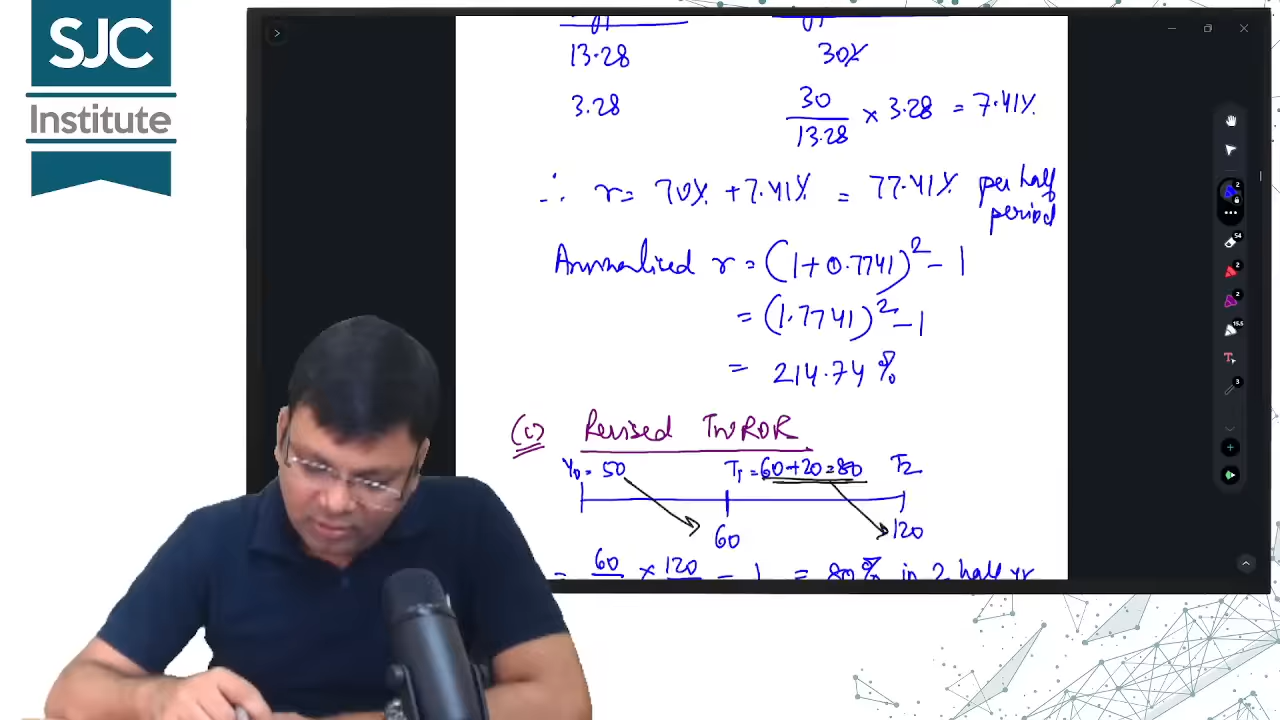 SJC
Institute
13.28 30%
3.28 30/13.28 × 3.28 = 7.41%
∴ r = 70% + 7.41% = 77.41% per half period
Annualised r = (1+0.7741)² - 1
= (1.7741)² - 1
= 214.74%
(c) Revised TWROR
Y0 = 50 T1 = 60+20=80 T2
60 120
= 60 × 120 - 1 = 80% in 2 half yr